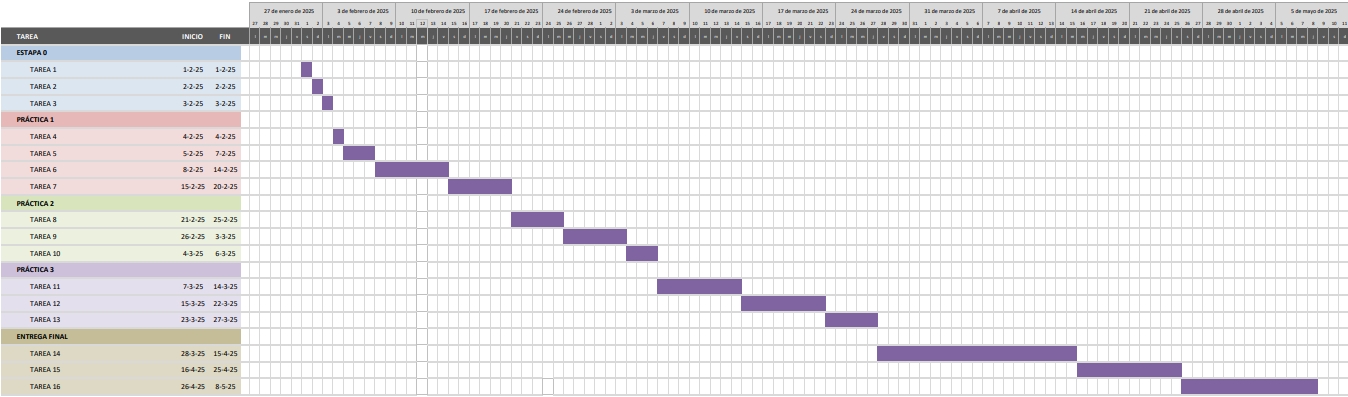 27 de enero de 2025 3 de febrero de 2025 10 de febrero de 2025 17 de febrero de 2025 24 de febrero de 2025 3 de marzo de 2025 10 de marzo de 2025 17 de marzo de 2025 24 de marzo de 2025 31 de marzo de 2025 7 de abril de 2025 14 de abril de 2025 21 de abril de 2025 28 de abril de 2025 5 de mayo de 2025
27 28 29 30 31 1 2 3 4 5 6 7 8 9 10 11 12 13 14 15 16 17 18 19 20 21 22 23 24 25 26 27 28 1 2 3 4 5 6 7 8 9 10 11 12 13 14 15 16 17 18 19 20 21 22 23 24 25 26 27 28 29 30 31 1 2 3 4 5 6 7 8 9 10 11 12 13 14 15 16 17 18 19 20 21 22 23 24 25 26 27 28 29 30 1 2 3 4 5 6 7 8 9 10 11
TAREA INICIO FIN
ESTAPA 0
TAREA 1 1-2-25 1-2-25
TAREA 2 2-2-25 2-2-25
TAREA 3 3-2-25 3-2-25
PRÁCTICA 1
TAREA 4 4-2-25 4-2-25
TAREA 5 5-2-25 7-2-25
TAREA 6 8-2-25 14-2-25
TAREA 7 15-2-25 20-2-25
PRÁCTICA 2
TAREA 8 21-2-25 25-2-25
TAREA 9 26-2-25 3-3-25
TAREA 10 4-3-25 6-3-25
PRÁCTICA 3
TAREA 11 7-3-25 14-3-25
TAREA 12 15-3-25 22-3-25
TAREA 13 23-3-25 27-3-25
ENTREGA FINAL
TAREA 14 28-3-25 15-4-25
TAREA 15 16-4-25 25-4-25
TAREA 16 26-4-25 8-5-25